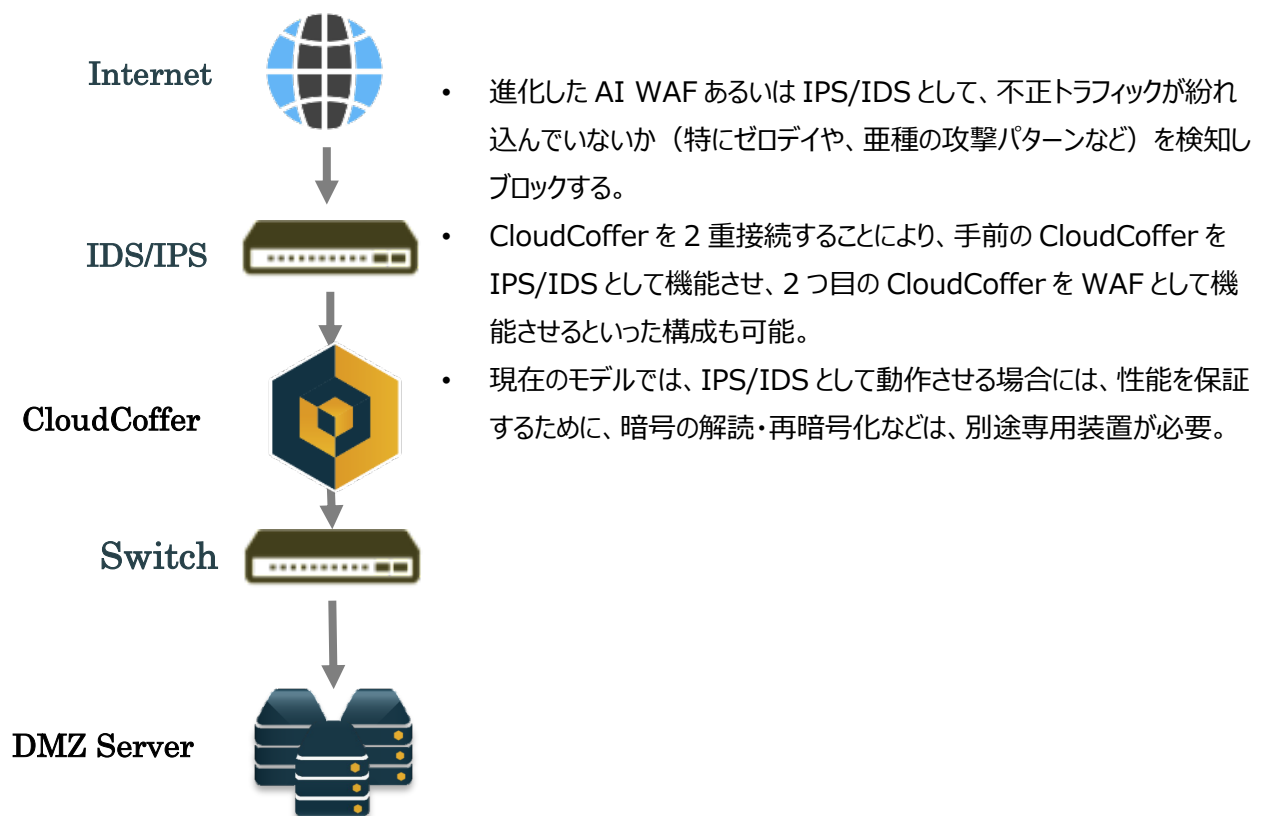 Internet
• 進化した AI WAF あるいは IPS/IDS として、不正トラフィックが紛れ
込んでいないか（特にゼロデイや、亜種の攻撃パターンなど）を検知し
ブロックする。
IDS/IPS
• CloudCoffer を 2 重接続することにより、手前の CloudCoffer を
IPS/IDS として機能させ、2 つ目の CloudCoffer を WAF として機
能させるといった構成も可能。
CloudCoffer
• 現在のモデルでは、IPS/IDS として動作させる場合には、性能を保証
するために、暗号の解読・再暗号化などは、別途専用装置が必要。
Switch
DMZ Server